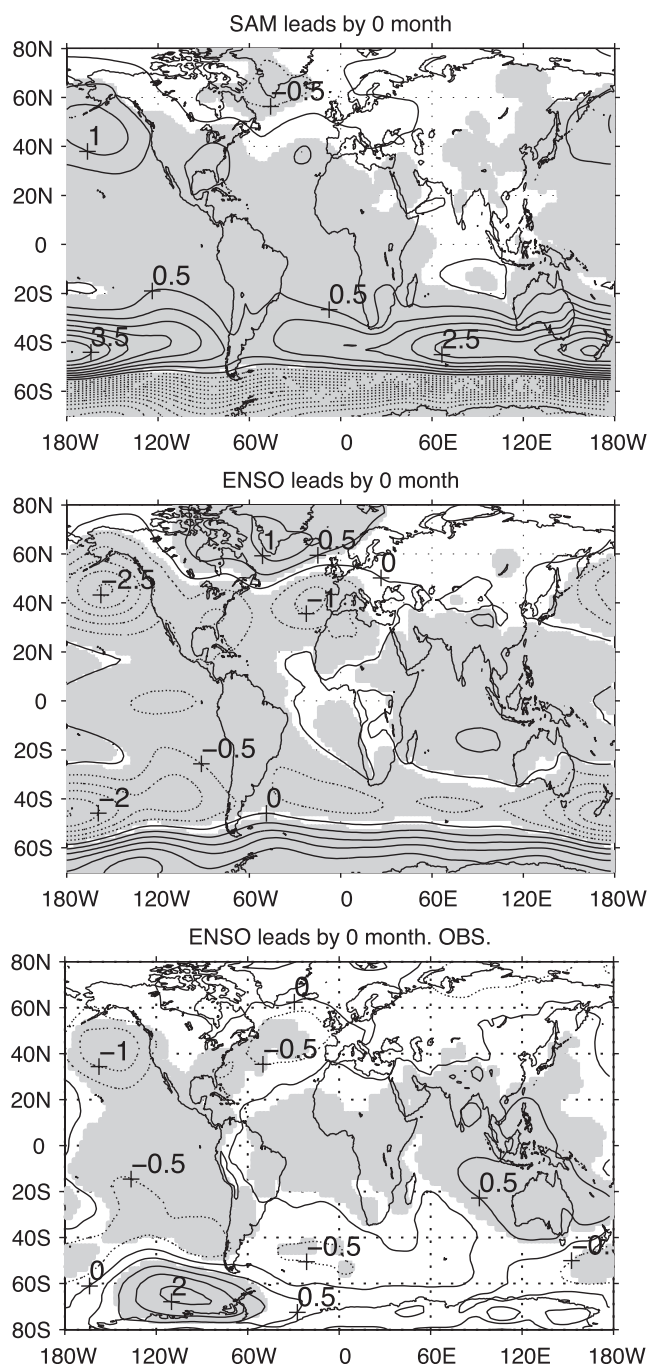 SAM leads by 0 month
80N
−0.5
60N
1
40N
20N
0
0.5
0.5
20S
3.5
2.5
40S
60S
180W 120W 60W 0 60E 120E 180W
ENSO leads by 0 month
80N
1
−0.5
60N
0
−2.5
−1
40N
20N
0
−0.5
20S
−2
0
40S
60S
180W 120W 60W 0 60E 120E 180W
ENSO leads by 0 month. OBS.
80N
0
60N
−1
−0.5
40N
20N
0
−0.5
0.5
20S
40S
−0.5
−0.
0
60S
2
0.5
80S
180W 120W 60W 0 60E 120E 180W